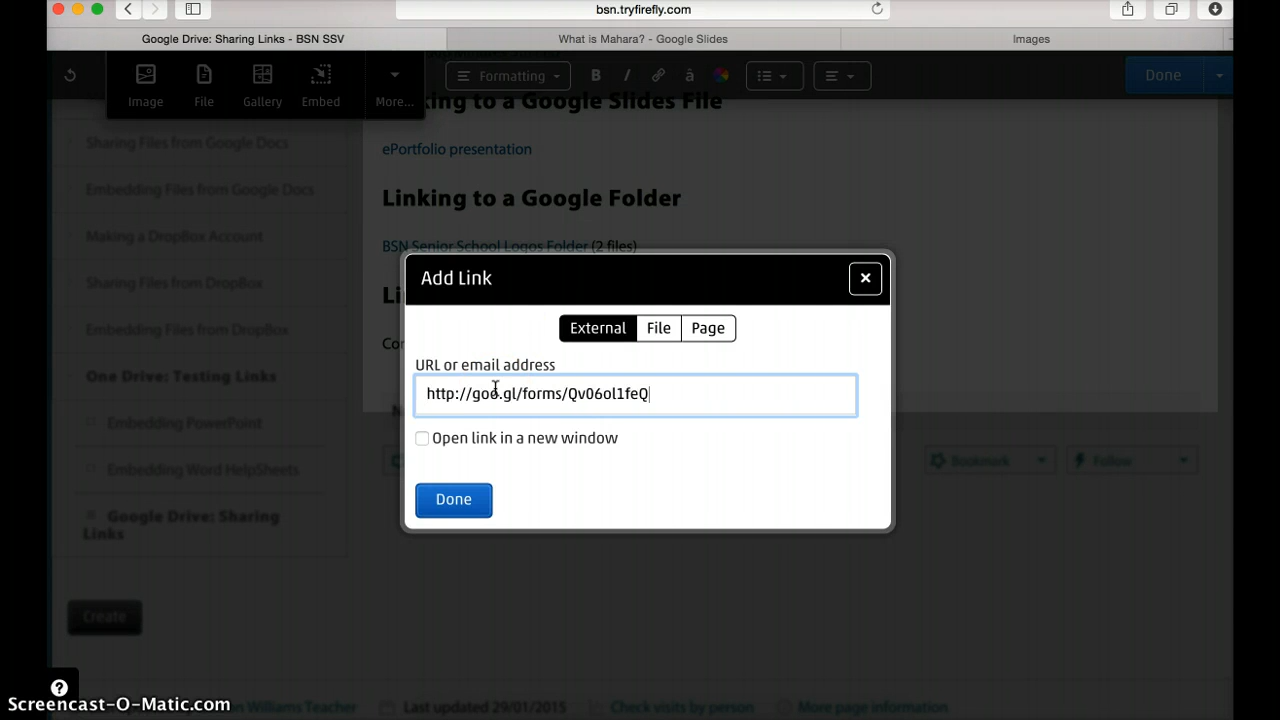 bsn.tryfirefly.com
Google Drive: Sharing Links - BSN SSV
What is Mahara? - Google Slides
Images
Image
File
Gallery
Embed
More...
Formatting
B
I
ā
Done
king to a Google Slides File
ePortfolio presentation
Linking to a Google Folder
BSN Senior School Logos Folder (2 files)
Li
Cor
Sharing Files from Google Docs
Embedding Files from Google Docs
Making a DropBox Account
Sharing Files from DropBox
Embedding Files from DropBox
One Drive: Testing Links
Embedding PowerPoint
Embedding Word HelpSheets
Google Drive: Sharing
Links
Create
Add Link
×
External
File
Page
URL or email address
http://goo.gl/forms/Qv06ol1feQ
Open link in a new window
Done
Bookmark
Follow
?
Screencast-O-Matic.com
n Williams Teacher
Last updated 29/01/2015
Check visits by person
More page information